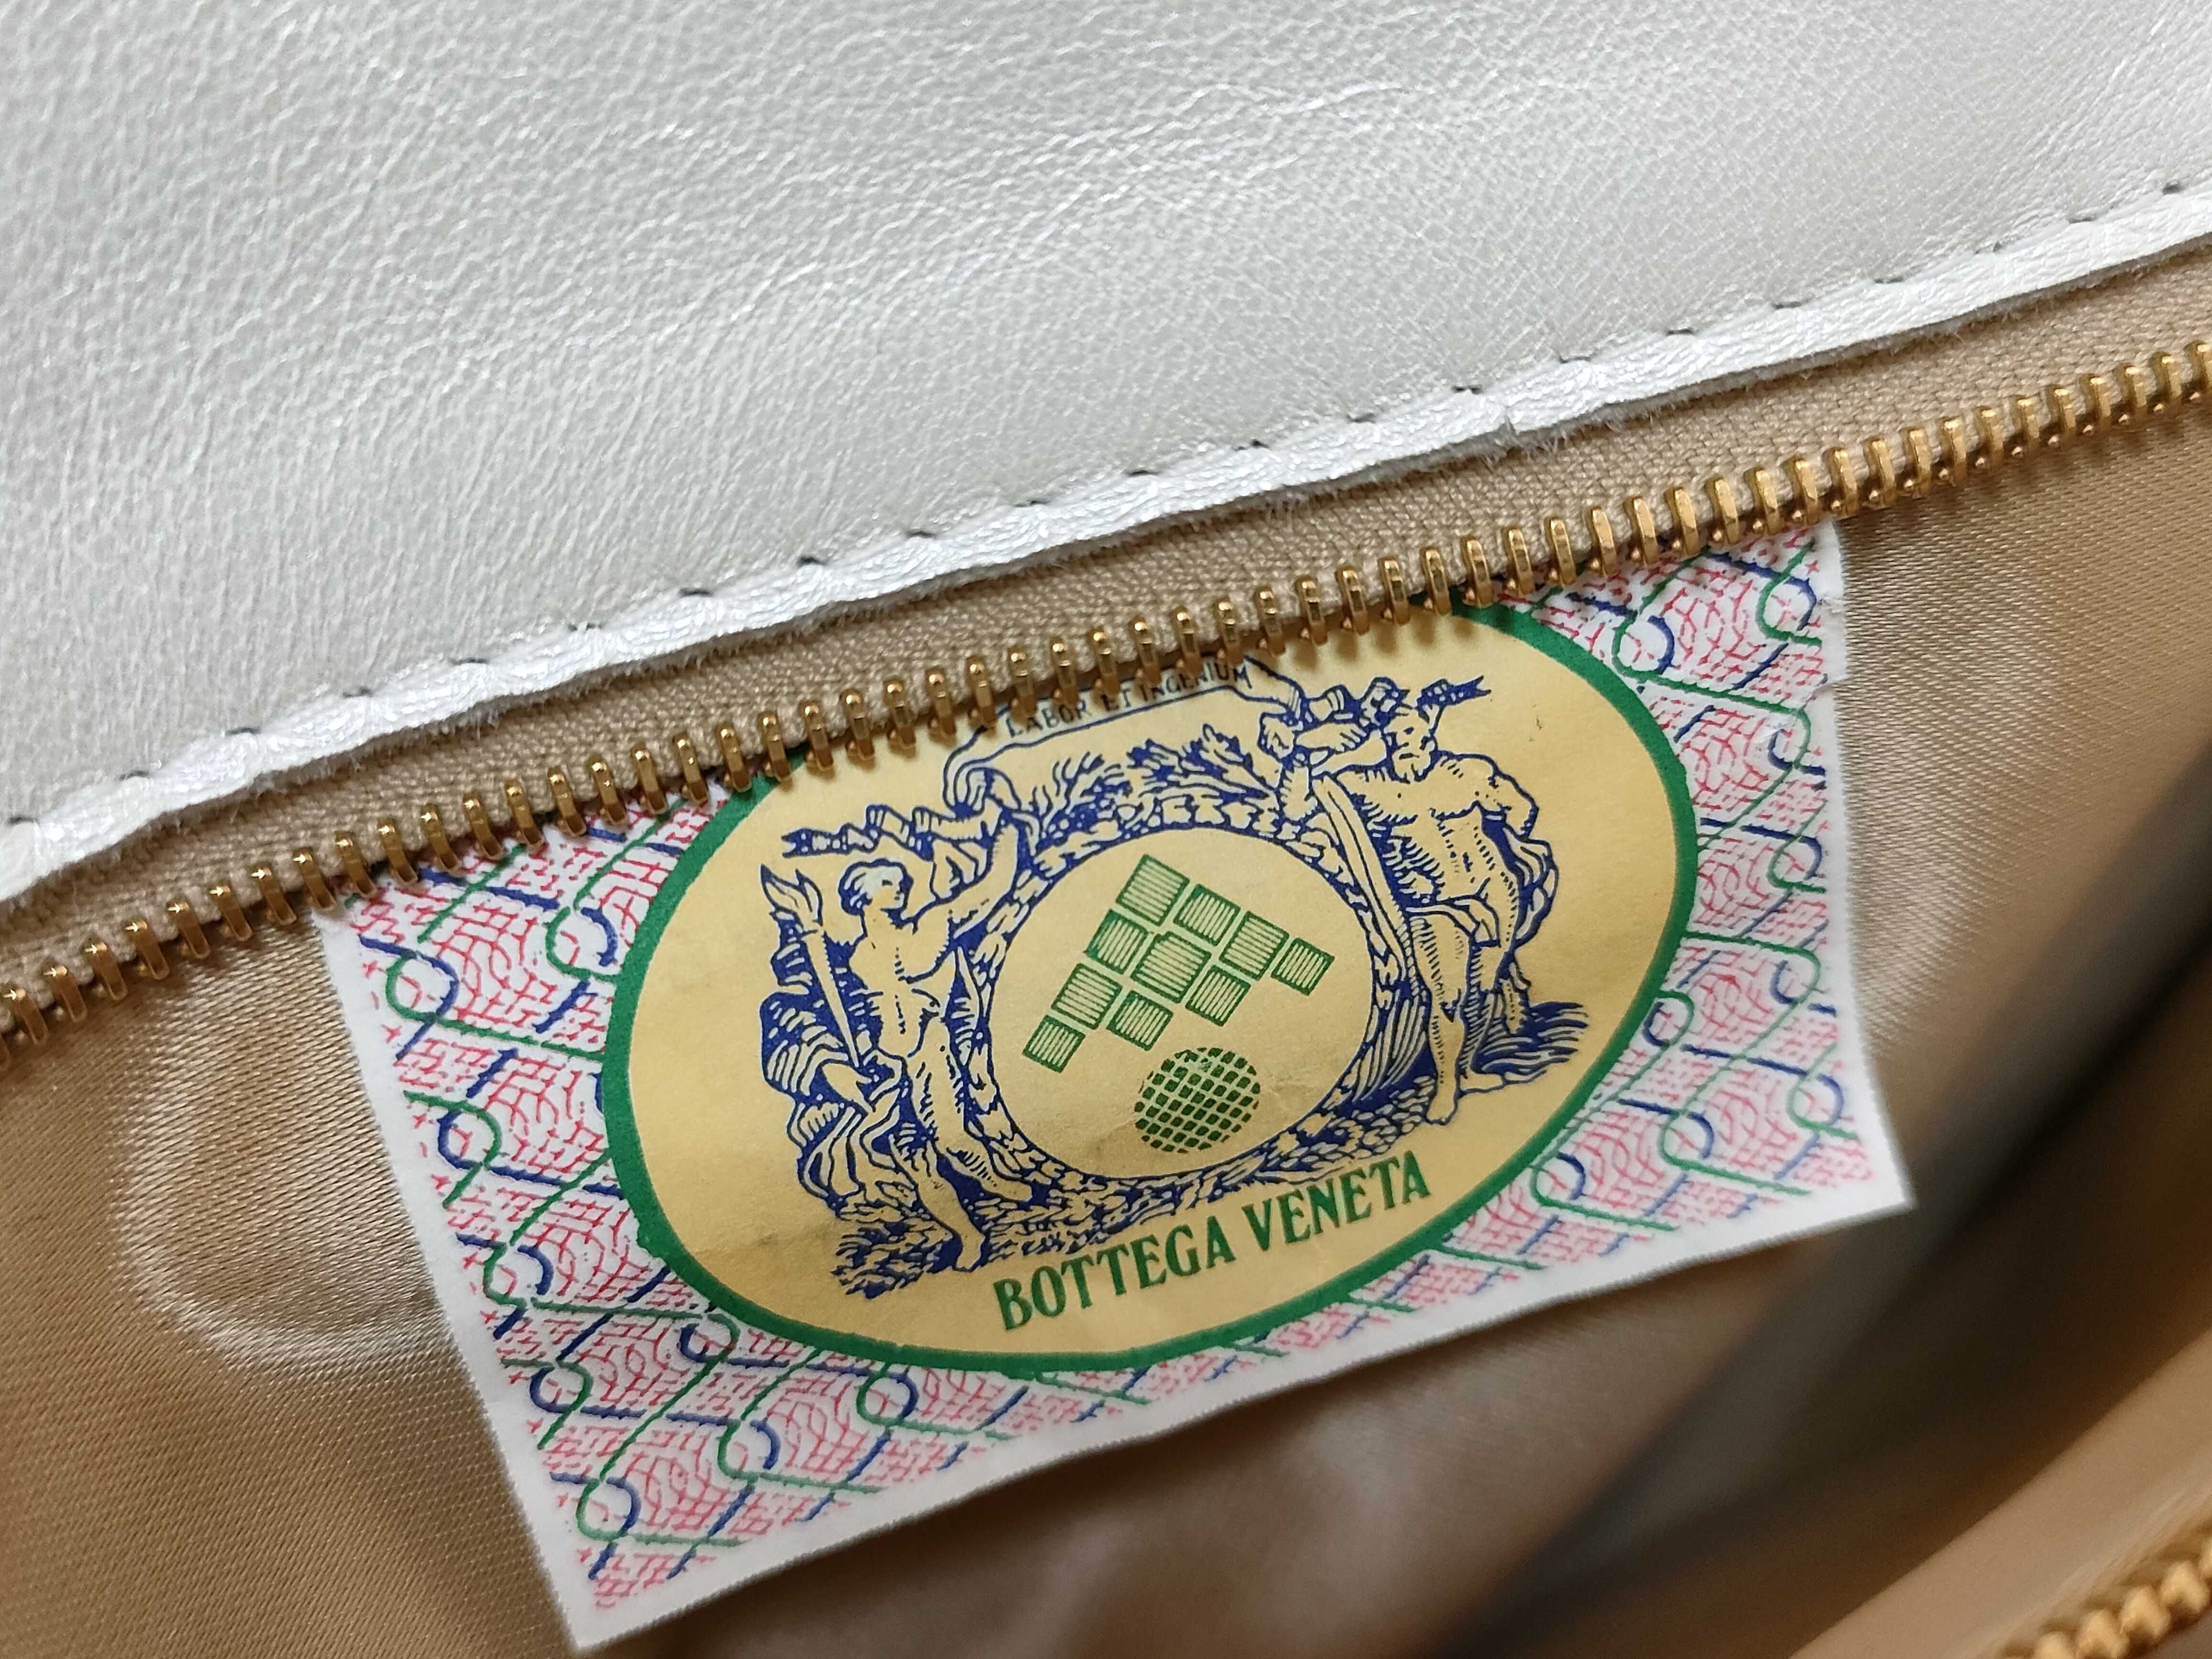 LABOR ET INGENIUM
BOTTEGA VENETA